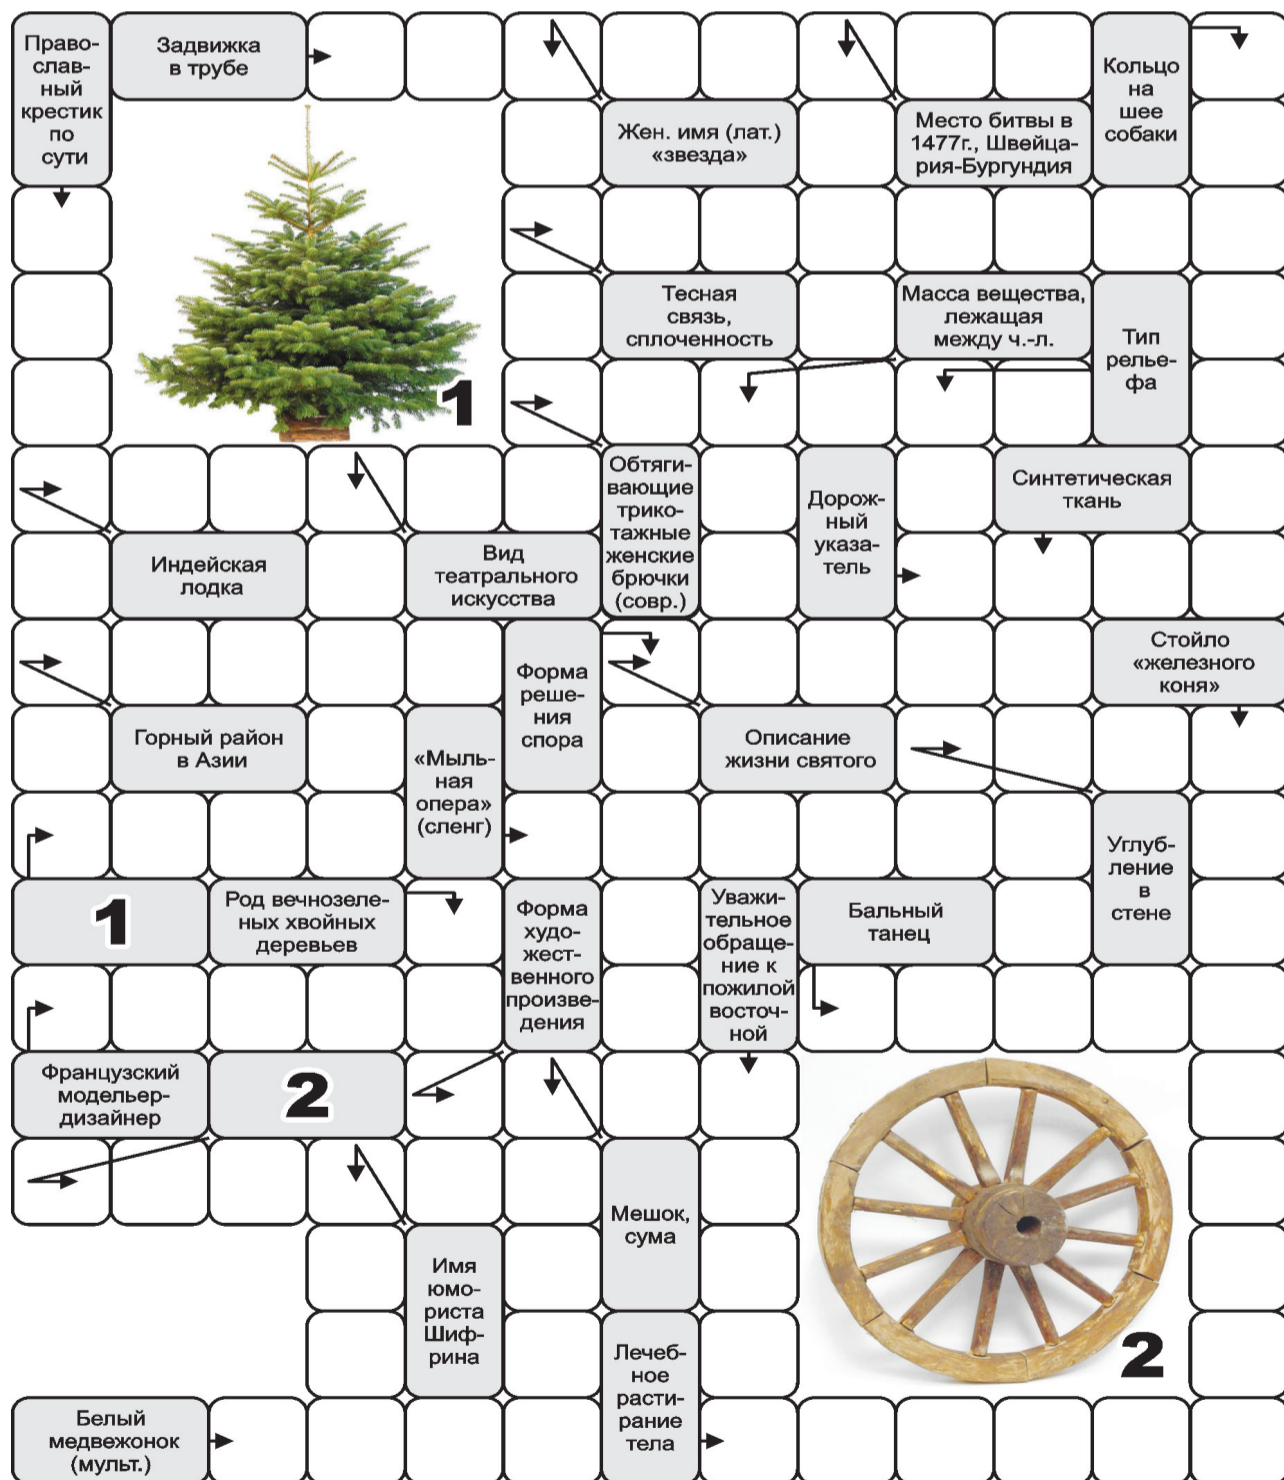 Право-
слав-
ный
крестик
по
сути
Задвижка
в трубе
Кольцо
на
шее
собаки
Жен. имя (лат.)
«звезда»
Место битвы в
1477г., Швейца-
рия-Бургундия
Тесная
связь,
сплоченность
Масса вещества,
лежащая
между ч.-л.
Тип
релье-
фа
1
Обтяги-
вающие
трико-
тажные
женские
брючки
(совр.)
Дорож-
ный
указа-
тель
Синтетическая
ткань
Индейская
лодка
Вид
театрального
искусства
Форма
реше-
ния
спора
Стойло
«железного
коня»
Горный район
в Азии
«Мыль-
ная
опера»
(сленг)
Описание
жизни святого
Углуб-
ление
в
стене
1
Род вечнозеле-
ных хвойных
деревьев
Форма
худо-
жест-
венного
произве-
дения
Уважи-
тельное
обраще-
ние к
пожилой
восточ-
ной
Бальный
танец
Французский
модельер-
дизайнер
2
Мешок,
сума
Имя
юмо-
риста
Шиф-
рина
Лечеб-
ное
расти-
рание
тела
2
Белый
медвежонок
(мульт.)